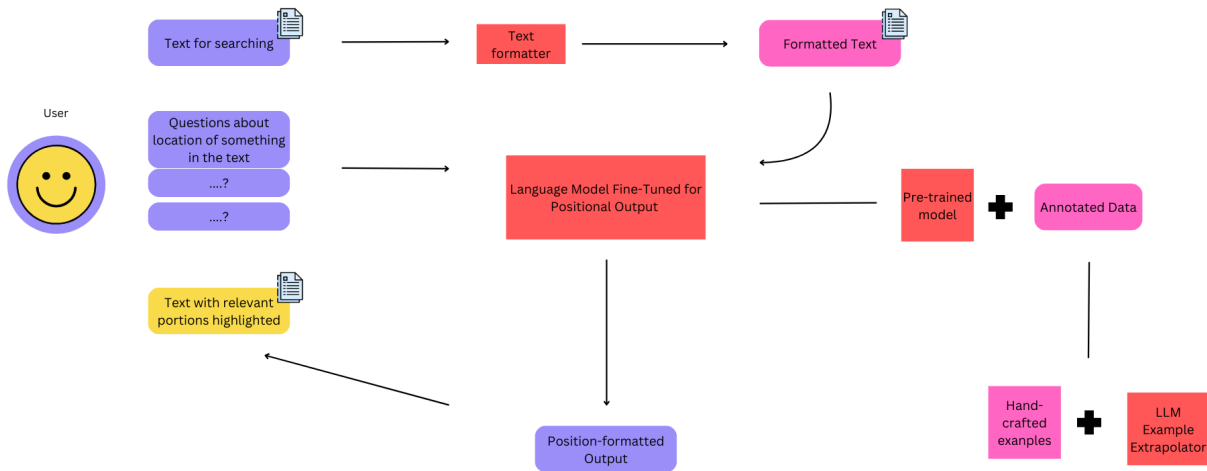 Text for searching
Text
formatter
Formatted Text
User
Questions about
location of something
in the text
....?
....?
Language Model Fine-Tuned for
Positional Output
Pre-trained
model
Annotated Data
Text with relevant
portions highlighted
Hand-
crafted
examples
LLM
Example
Extrapolator
Position-formatted
Output